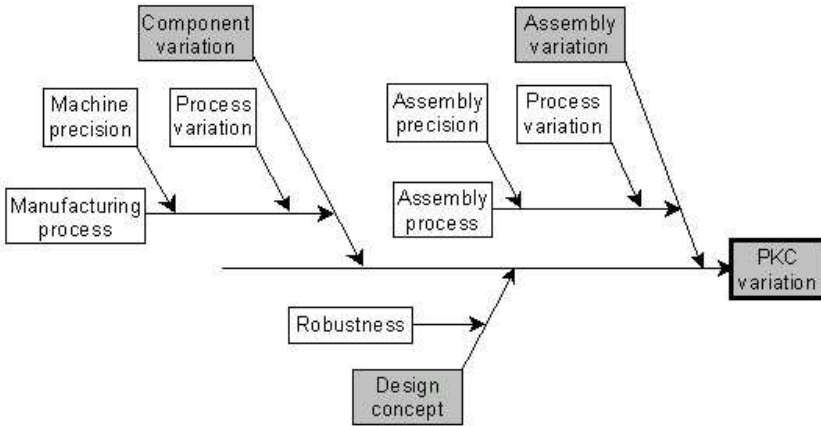 Component
variation
Assembly
variation
Machine
precision
Process
variation
Assembly
precision
Process
variation
Manufacturing
process
Assembly
process
PKC
variation
Robustness
Design
concept